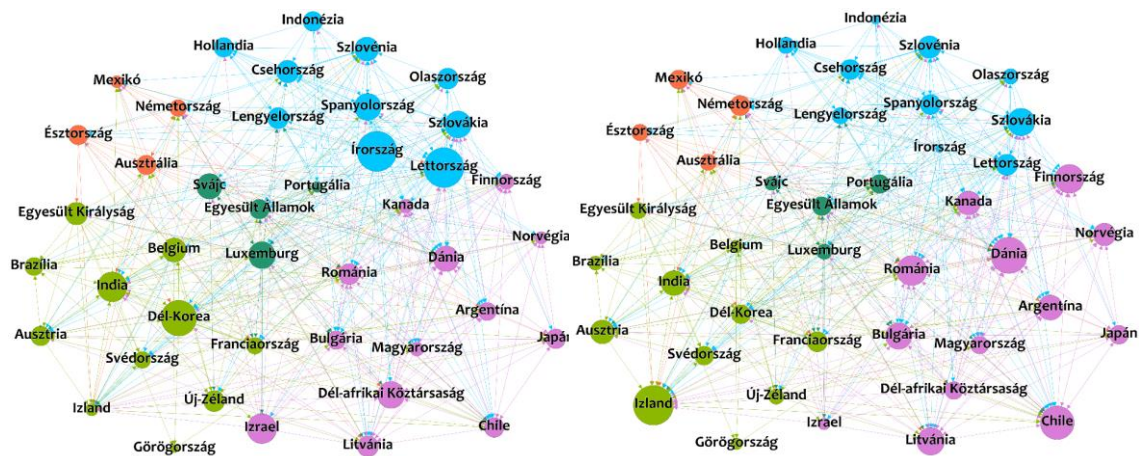 Indonézia
Hollandia
Szlovénia
Csehország
Olaszország
Mexikó
Németország
Spanyolország
Lengyelország
Szlovákia
Észtország
Írország
Ausztrália
Lettország
Svájc
Portugália
Finnország
Egyesült Királyság
Egyesült Államok
Kanada
Belgium
Luxemburg
Norvégia
Brazília
Dánia
India
Románia
Dél-Korea
Argentína
Ausztria
Svédország
Franciaország
Bulgária
Magyarország
Japán
Izland
Új-Zéland
Dél-afrikai Köztársaság
Izrael
Chile
Görögország
Litvánia
Indonézia
Hollandia
Szlovénia
Csehország
Olaszország
Mexikó
Németország
Spanyolország
Lengyelország
Szlovákia
Észtország
Írország
Ausztrália
Lettország
Svájc
Portugália
Finnország
Egyesült Királyság
Egyesült Államok
Kanada
Belgium
Luxemburg
Norvégia
Brazília
Dánia
India
Románia
Dél-Korea
Argentína
Ausztria
Svédország
Franciaország
Bulgária
Magyarország
Japán
Izland
Új-Zéland
Dél-afrikai Köztársaság
Izrael
Chile
Görögország
Litvánia